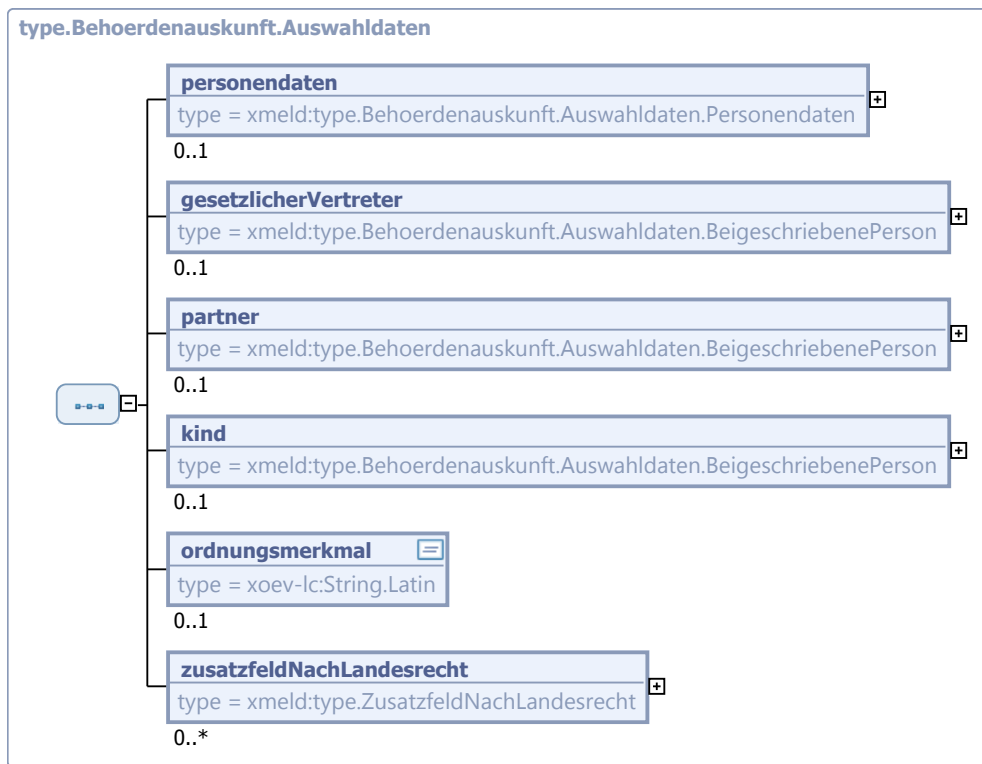 type.Behoerdenauskunft.Auswahldaten
personendaten
type = xmeld:type.Behoerdenauskunft.Auswahldaten.Personendaten
0..1
gesetzlicherVertreter
type = xmeld:type.Behoerdenauskunft.Auswahldaten.BeigeschriebenePerson
0..1
partner
type = xmeld:type.Behoerdenauskunft.Auswahldaten.BeigeschriebenePerson
0..1
kind
type = xmeld:type.Behoerdenauskunft.Auswahldaten.BeigeschriebenePerson
0..1
ordnungsmerkmal
type = xoev-lc:String.Latin
0..1
zusatzfeldNachLandesrecht
type = xmeld:type.ZusatzfeldNachLandesrecht
0..*